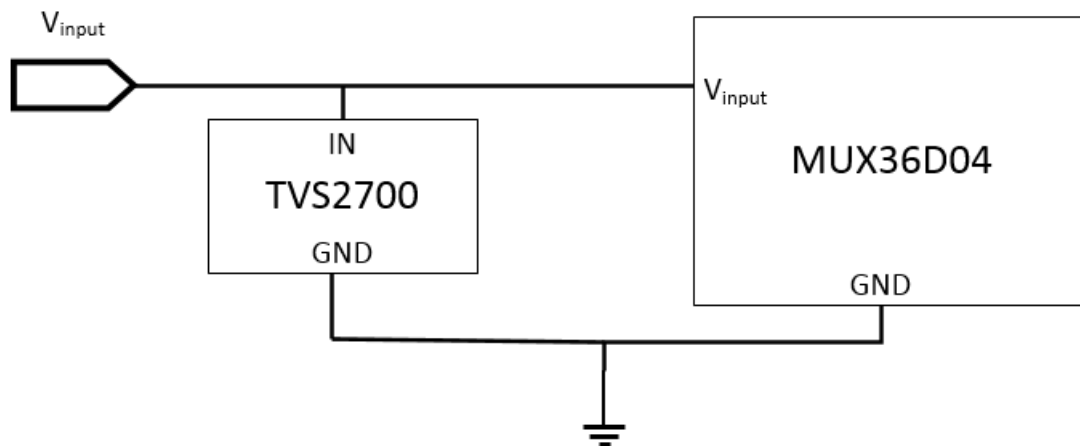 Vinput
Vinput
IN
MUX36D04
TVS2700
GND
GND